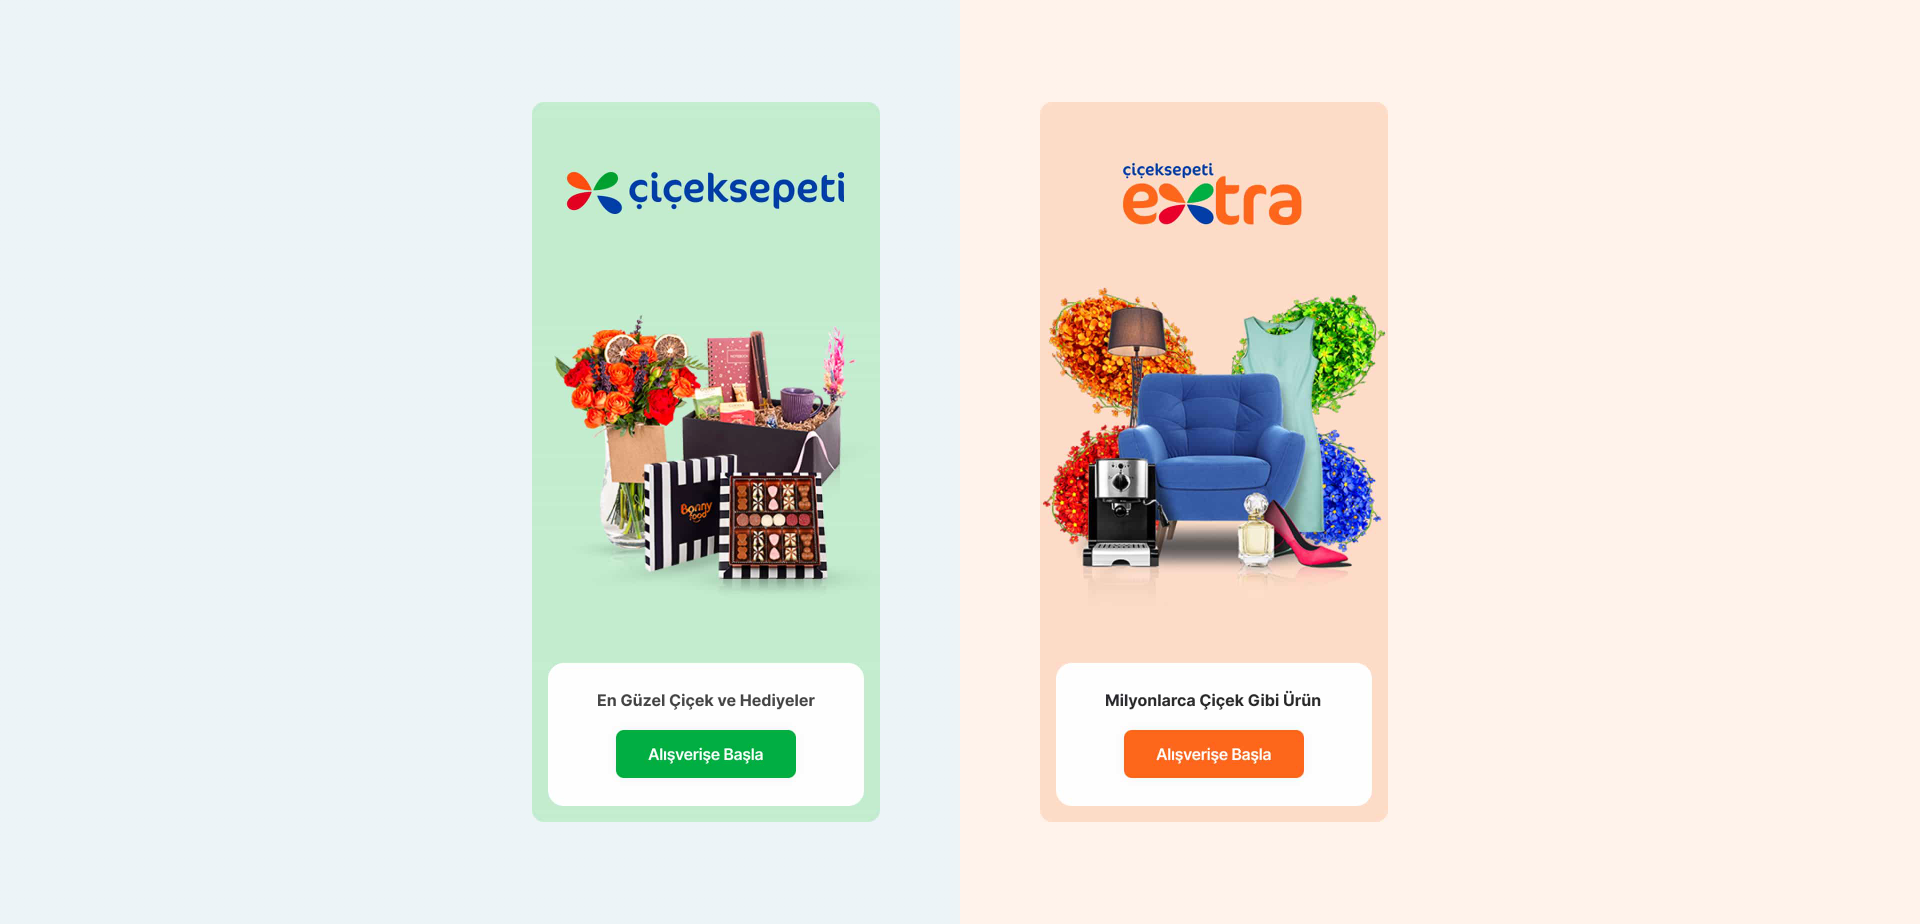 çiçeksepeti
Bonny
food
En Güzel Çiçek ve Hediyeler
Alışverişe Başla
çiçeksepeti
extra
Milyonlarca Çiçek Gibi Ürün
Alışverişe Başla